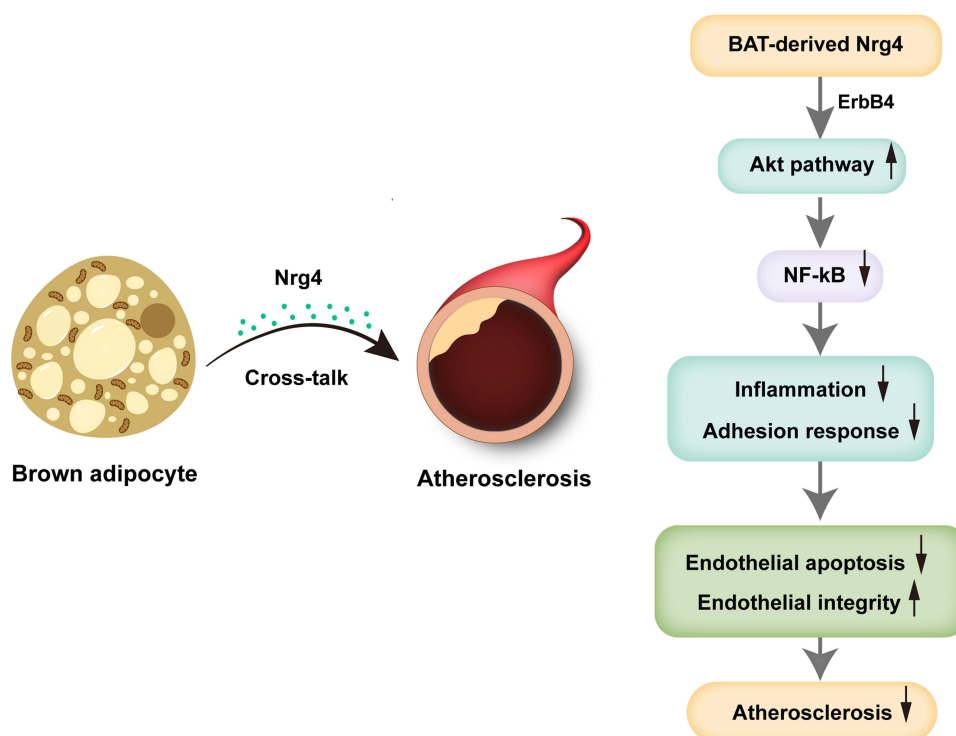 Nrg4
Cross-talk
Brown adipocyte
Atherosclerosis
BAT-derived Nrg4
ErbB4
Akt pathway
NF-kB
Inflammation
Adhesion response
Endothelial apoptosis
Endothelial integrity
Atherosclerosis